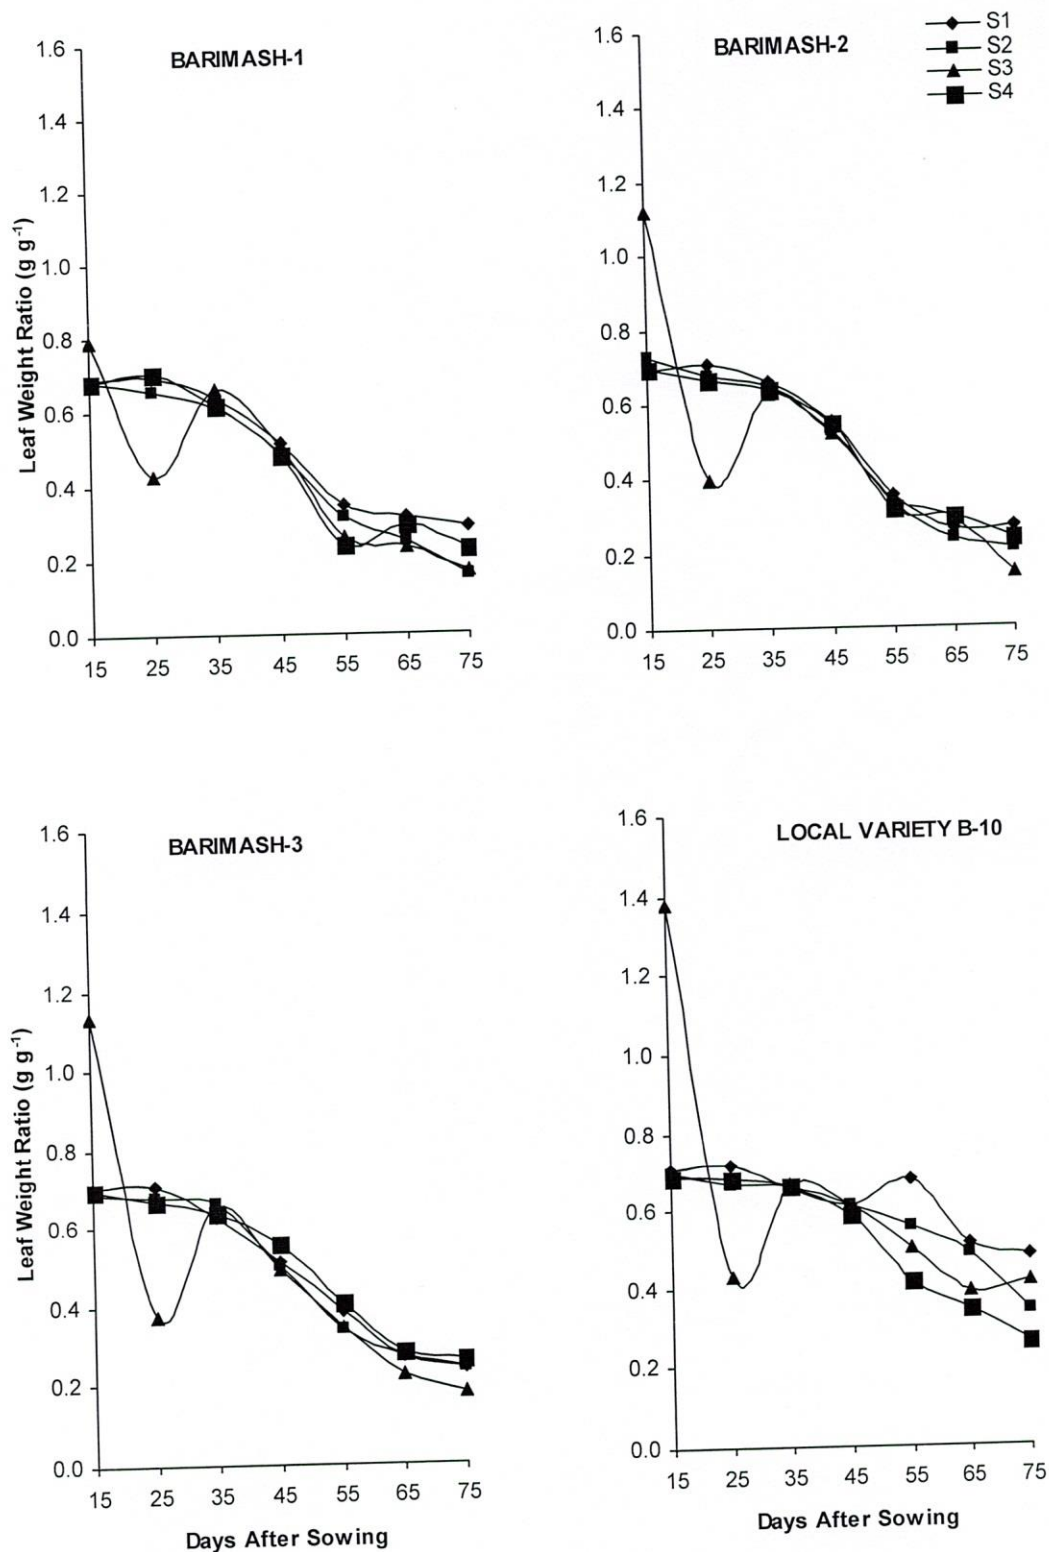 BARIMASH-1
Leaf Weight Ratio (g g-1)
1.6
1.4
1.2
1.0
0.8
0.6
0.4
0.2
0.0
15 25 35 45 55 65 75
BARIMASH-2
S1
S2
S3
S4
1.6
1.4
1.2
1.0
0.8
0.6
0.4
0.2
0.0
15 25 35 45 55 65 75
BARIMASH-3
Leaf Weight Ratio (g g-1)
1.6
1.4
1.2
1.0
0.8
0.6
0.4
0.2
0.0
15 25 35 45 55 65 75
Days After Sowing
LOCAL VARIETY B-10
1.6
1.4
1.2
1.0
0.8
0.6
0.4
0.2
0.0
15 25 35 45 55 65 75
Days After Sowing